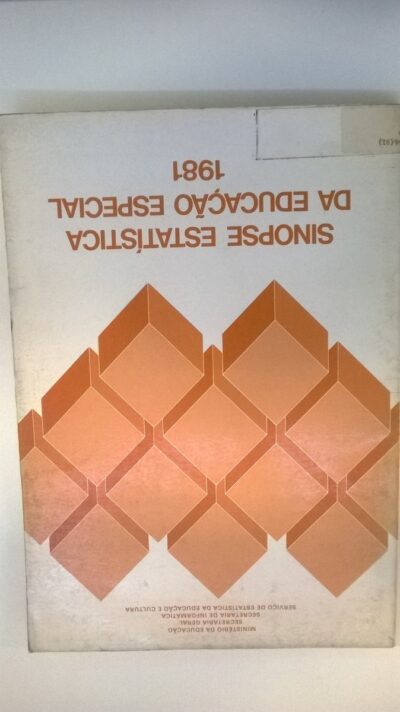 MINISTÉRIO DA EDUCAÇÃO
SECRETARIA GERAL
SECRETARIA DE INFORMÁTICA
SERVIÇO DE ESTATÍSTICA DA EDUCAÇÃO E CULTURA
SINOPSE ESTATÍSTICA
DA EDUCAÇÃO ESPECIAL
1981